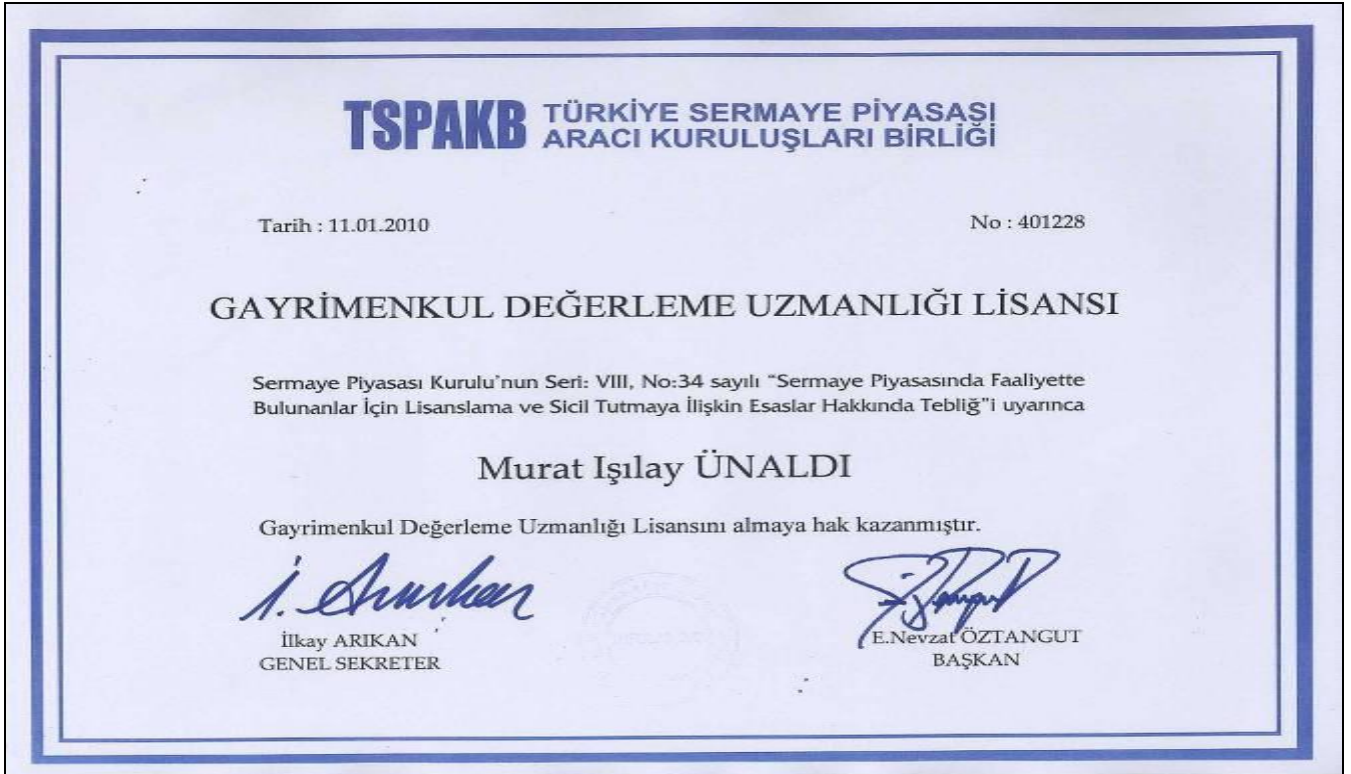 TSPAKB TÜRKİYE SERMAYE PİYASASI
ARACI KURULUŞLARI BİRLİĞİ
Tarih : 11.01.2010
No : 401228
GAYRİMENKUL DEĞERLEME UZMANLIĞI LİSANSI
Sermaye Piyasası Kurulu'nun Seri: VIII, No:34 sayılı "Sermaye Piyasasında Faaliyette
Bulunanlar İçin Lisanslama ve Sicil Tutmaya İlişkin Esaslar Hakkında Tebliğ"i uyarınca
Murat Işılay ÜNALDI
Gayrimenkul Değerleme Uzmanlığı Lisansını almaya hak kazanmıştır.
İlkay ARIKAN
GENEL SEKRETER
E.Nevzat ÖZTANGUT
BAŞKAN